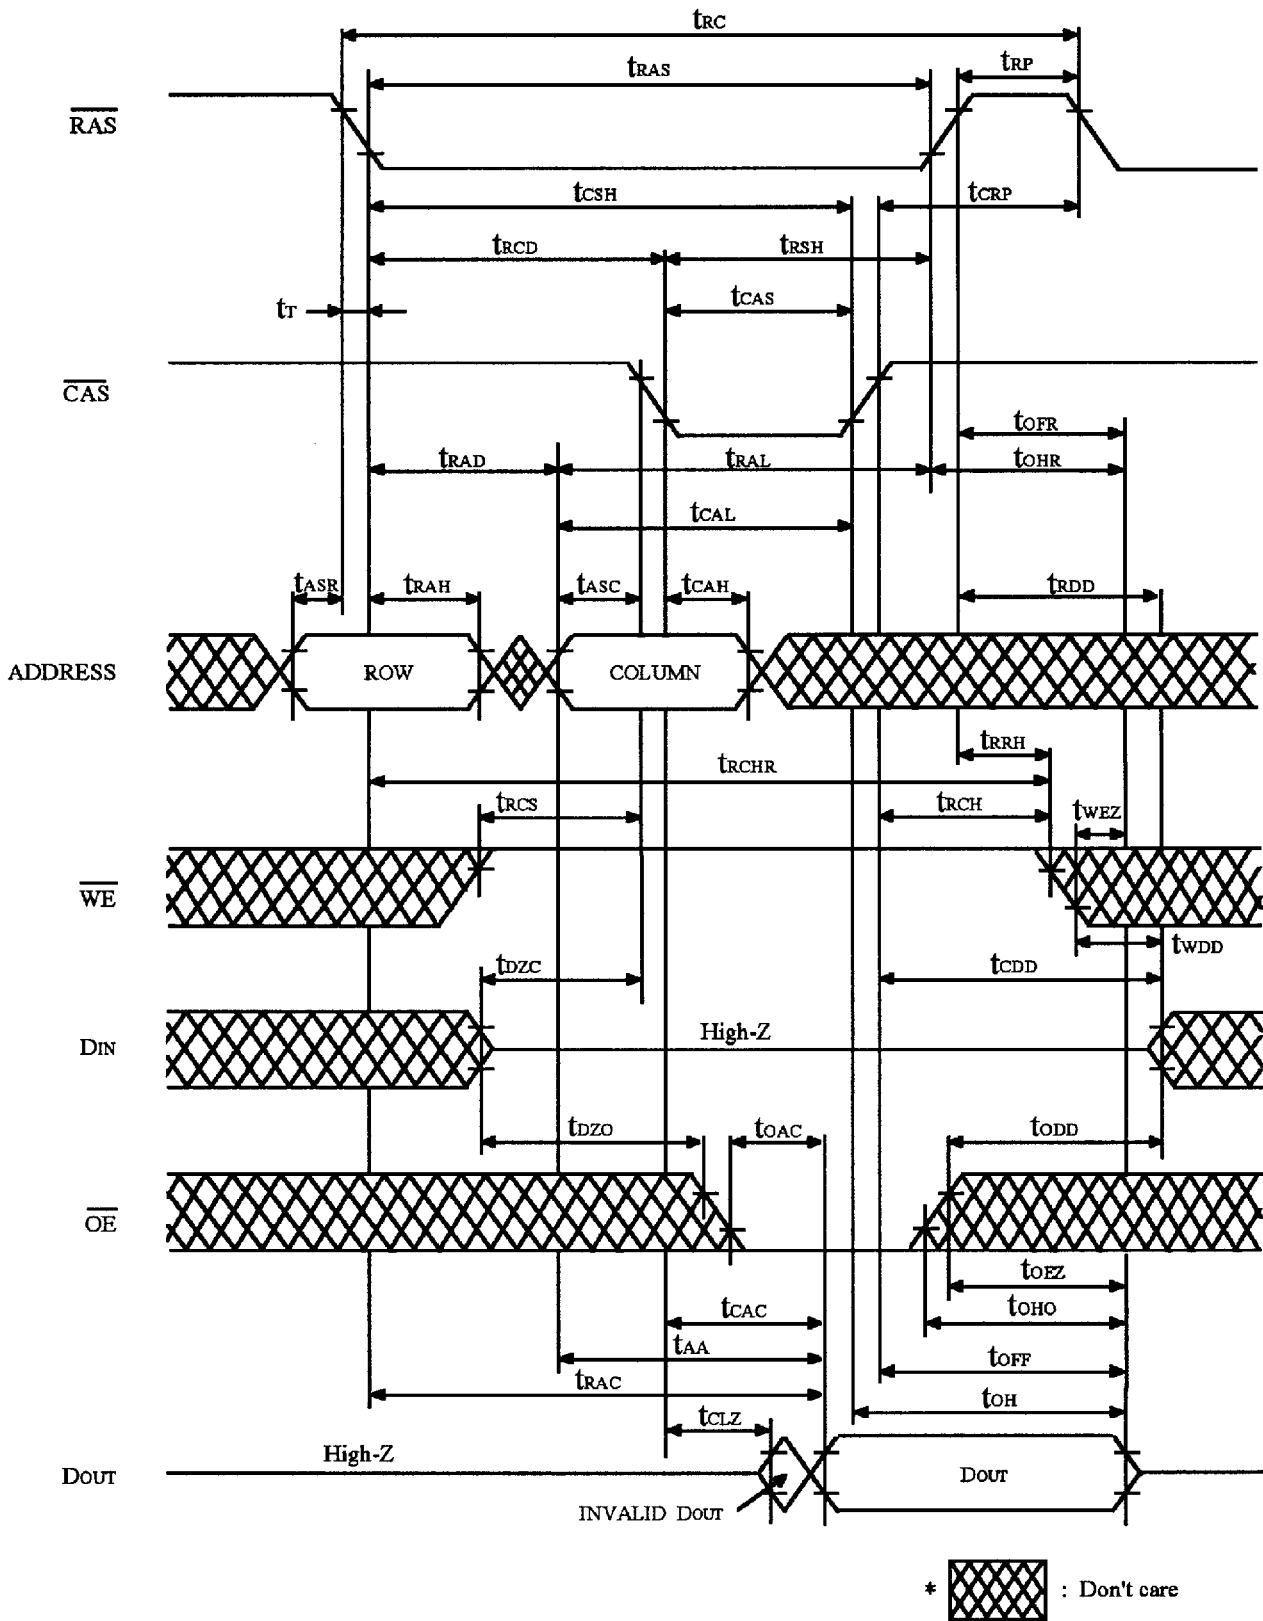 tRC
tRAS
tRP
RAS
tCSH
tCRP
tRCD
tRSH
tT
tCAS
CAS
tOFR
tRAD
tRAL
tOHR
tCAL
tASR
tRAH
tASC
tCAH
tRDD
ADDRESS
ROW
COLUMN
tRRH
tRCHR
tRCS
tRCH
tWEZ
WE
tWDD
tDZC
tCDD
DIN
High-Z
tDZO
tOAC
tODD
OE
tOEZ
tCAC
tOHO
tAA
tOFF
tRAC
tOH
tCLZ
High-Z
DOUT
DOUT
INVALID DOUT
* : Don't care